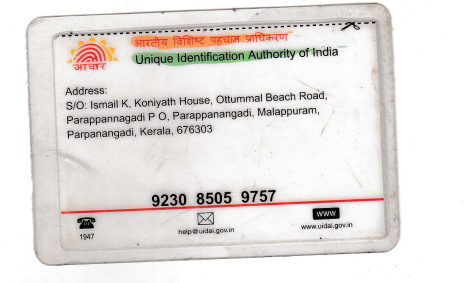 भारतीय विशिष्ट पहचान प्राधिकरण
Unique Identification Authority of India
आधार
Address:
S/O: Ismail K, Koniyath House, Ottummal Beach Road,
Parappannagadi P O, Parappanangadi, Malappuram,
Parpanangadi, Kerala, 676303
9230 8505 9757
1947
help@uidai.gov.in
www
www.uidai.gov.in